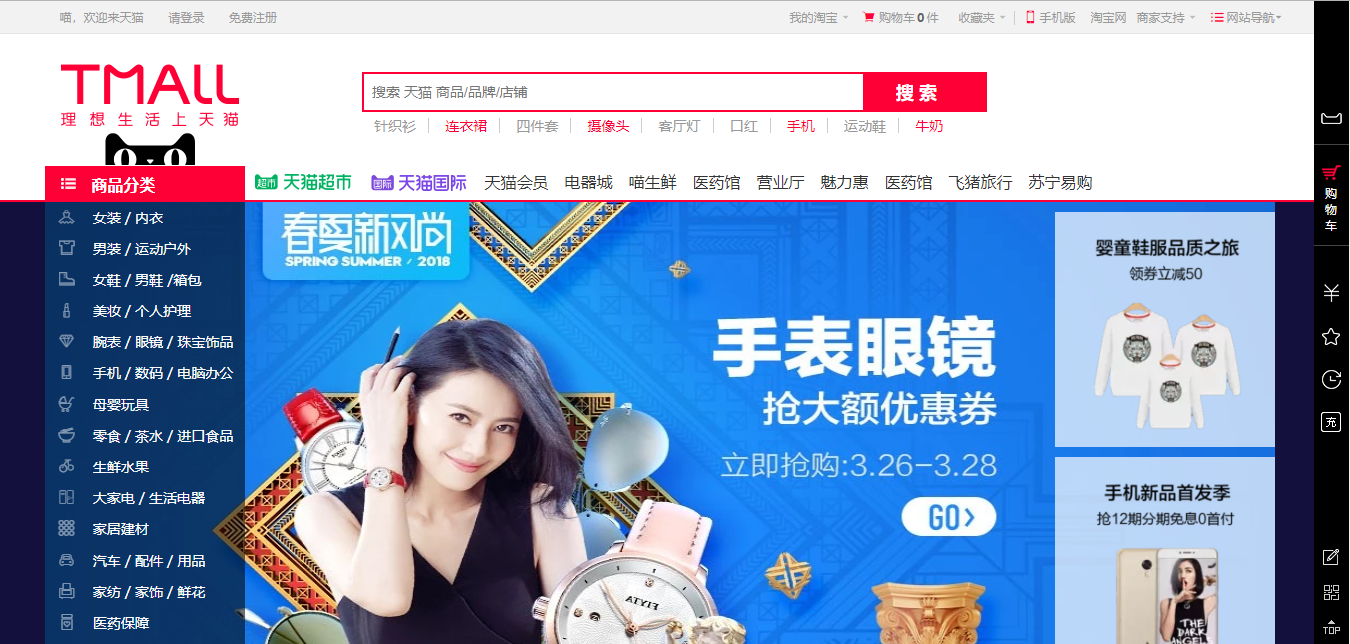 喵，欢迎来天猫 请登录 免费注册 我的淘宝 购物车0件 收藏夹 手机版 淘宝网 商家支持 网站导航
TMALL
理想生活上天猫
搜索 天猫 商品/品牌/店铺 搜索
针织衫 连衣裙 四件套 摄像头 客厅灯 口红 手机 运动鞋 牛奶
商品分类 超市 天猫超市 国际 天猫国际 天猫会员 电器城 喵生鲜 医药馆 营业厅 魅力惠 医药馆 飞猪旅行 苏宁易购
女装 / 内衣
男装 / 运动户外
女鞋 / 男鞋 /箱包
美妆 / 个人护理
腕表 / 眼镜 / 珠宝饰品
手机 / 数码 / 电脑办公
母婴玩具
零食 / 茶水 / 进口食品
生鲜水果
大家电 / 生活电器
家居建材
汽车 / 配件 / 用品
家纺 / 家饰 / 鲜花
医药保障
春夏新风尚
SPRING SUMMER / 2018
手表眼镜
抢大额优惠券
立即抢购:3.26-3.28
GO>
FIYTA
婴童鞋服品质之旅
领券立减50
手机新品首发季
抢12期分期免息0首付
THE
DARK
ANGEL
购
物
车
充
TOP